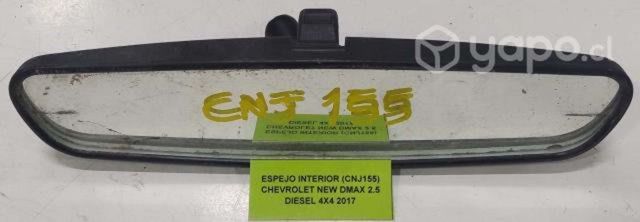 yapo.cl
CNJ 155
ESPEJO INTERIOR (CNJ155)
CHEVROLET NEW DMAX 2.5
DIESEL 4X4 2017